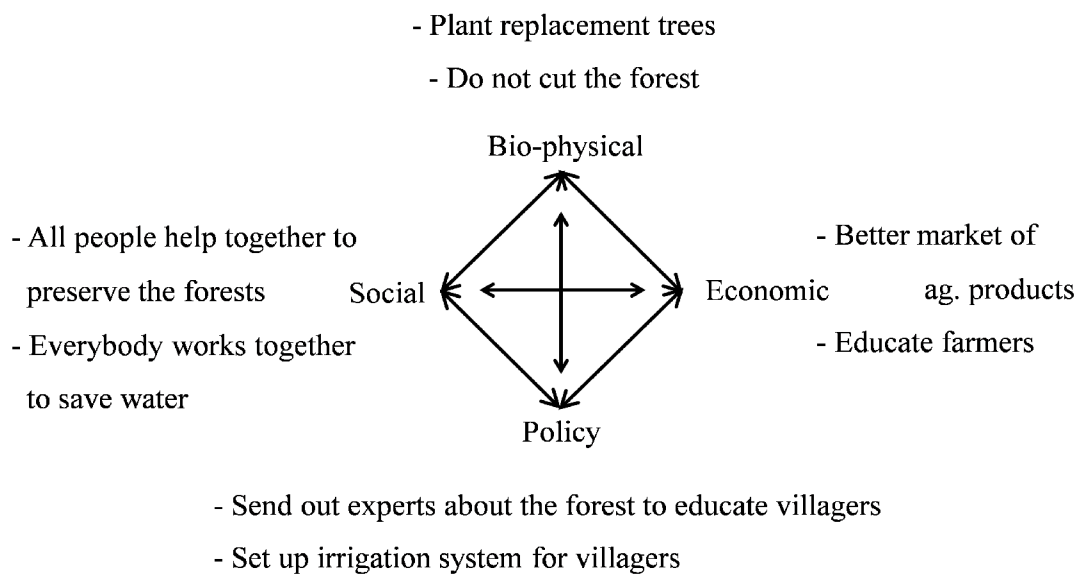 - Plant replacement trees
- Do not cut the forest
Bio-physical
- All people help together to
preserve the forests
- Everybody works together
to save water
Social
Economic
- Better market of
ag. products
- Educate farmers
Policy
- Send out experts about the forest to educate villagers
- Set up irrigation system for villagers